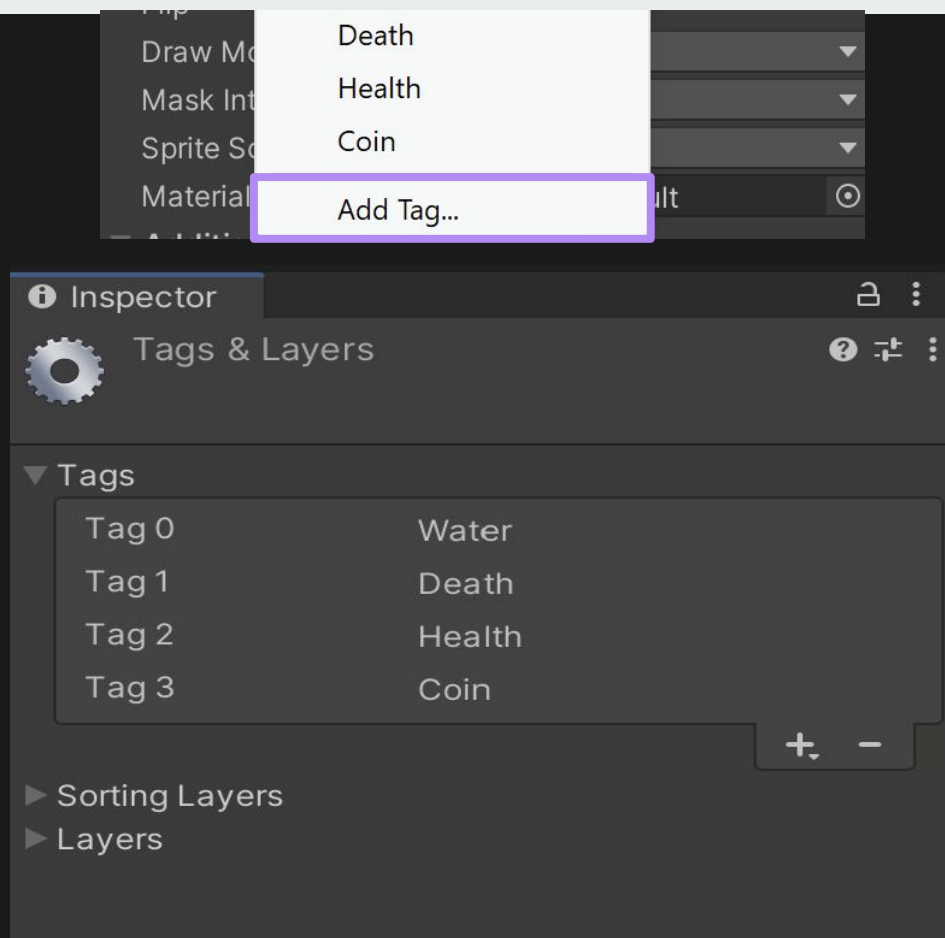 Death
Draw Mo
Health
Mask Int
Coin
Sprite So
Material
ult
Add Tag...
Inspector
Tags & Layers
Tags
Tag 0 Water
Tag 1 Death
Tag 2 Health
Tag 3 Coin
Sorting Layers
Layers